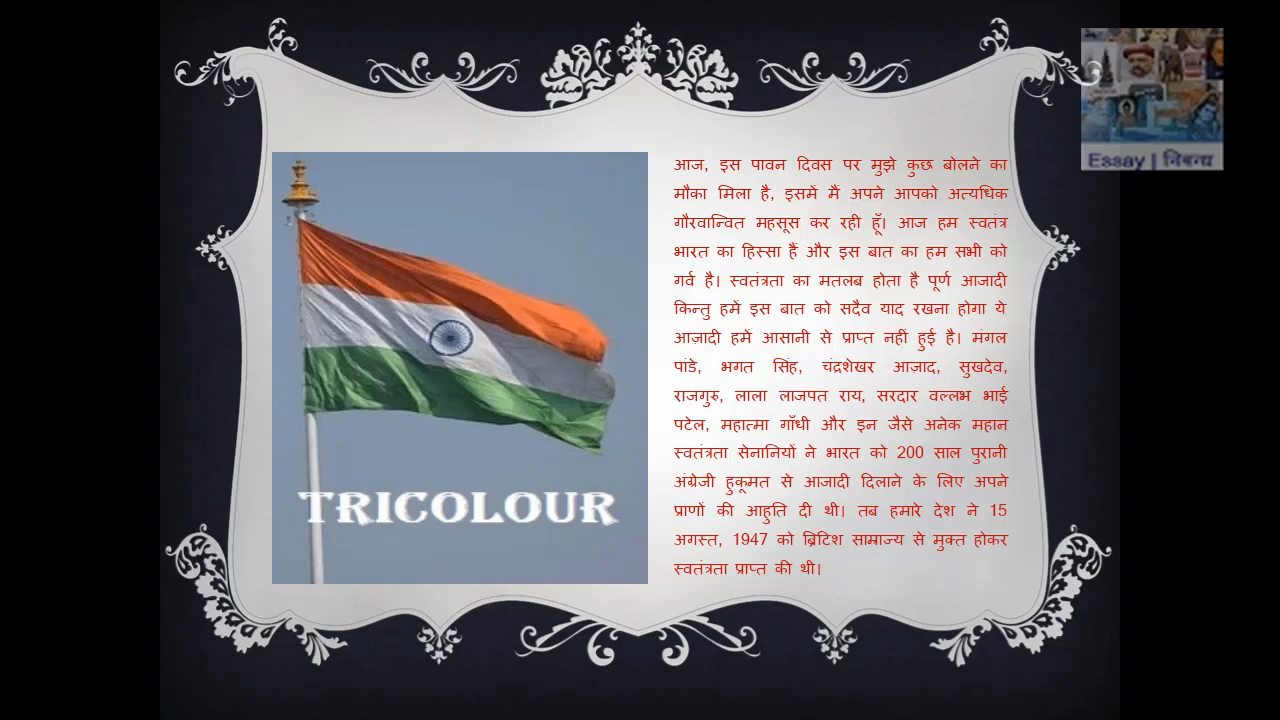 आज, इस पावन दिवस पर मुझे कुछ बोलने का
मौका मिला है, इसमें मैं अपने आपको अत्यधिक
गौरवान्वित महसूस कर रही हूँ। आज हम स्वतंत्र
भारत का हिस्सा हैं और इस बात का हम सभी को
गर्व है। स्वतंत्रता का मतलब होता है पूर्ण आजादी
किन्तु हमें इस बात को सदैव याद रखना होगा ये
आज़ादी हमें आसानी से प्राप्त नहीं हुई है। मंगल
पांडे, भगत सिंह, चंद्रशेखर आज़ाद, सुखदेव,
राजगुरु, लाला लाजपत राय, सरदार वल्लभ भाई
पटेल, महात्मा गाँधी और इन जैसे अनेक महान
स्वतंत्रता सेनानियों ने भारत को 200 साल पुरानी
अंग्रेजी हुकूमत से आजादी दिलाने के लिए अपने
प्राणों की आहुति दी थी। तब हमारे देश ने 15
अगस्त, 1947 को ब्रिटिश साम्राज्य से मुक्त होकर
स्वतंत्रता प्राप्त की थी।
TRICOLOUR
Essay | निबन्ध